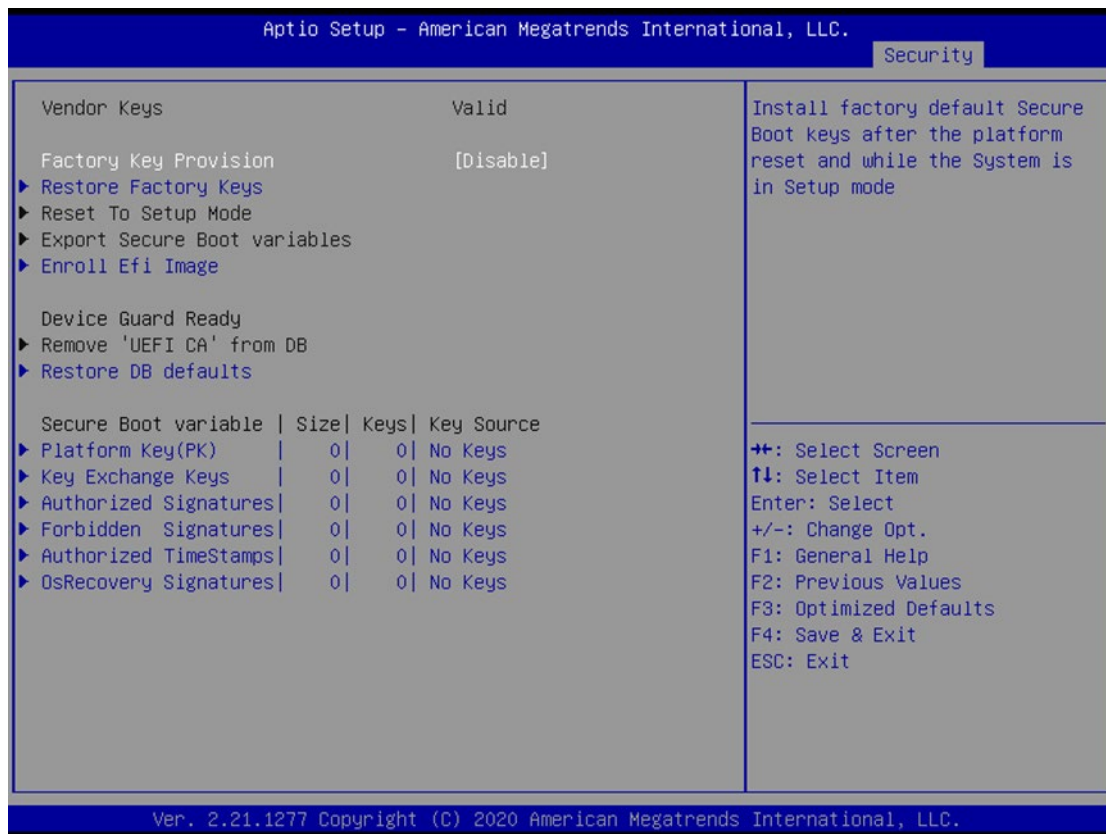 Aptio Setup – American Megatrends International, LLC.
Security
Vendor Keys Valid
Factory Key Provision [Disable]
▶ Restore Factory Keys
▶ Reset To Setup Mode
▶ Export Secure Boot variables
▶ Enroll Efi Image
Device Guard Ready
▶ Remove 'UEFI CA' from DB
▶ Restore DB defaults
Secure Boot variable | Size| Keys| Key Source
▶ Platform Key(PK) | 0| 0| No Keys
▶ Key Exchange Keys | 0| 0| No Keys
▶ Authorized Signatures| 0| 0| No Keys
▶ Forbidden Signatures| 0| 0| No Keys
▶ Authorized TimeStamps| 0| 0| No Keys
▶ OsRecovery Signatures| 0| 0| No Keys
Install factory default Secure
Boot keys after the platform
reset and while the System is
in Setup mode
→←: Select Screen
↑↓: Select Item
Enter: Select
+/-: Change Opt.
F1: General Help
F2: Previous Values
F3: Optimized Defaults
F4: Save & Exit
ESC: Exit
Ver. 2.21.1277 Copyright (C) 2020 American Megatrends International, LLC.